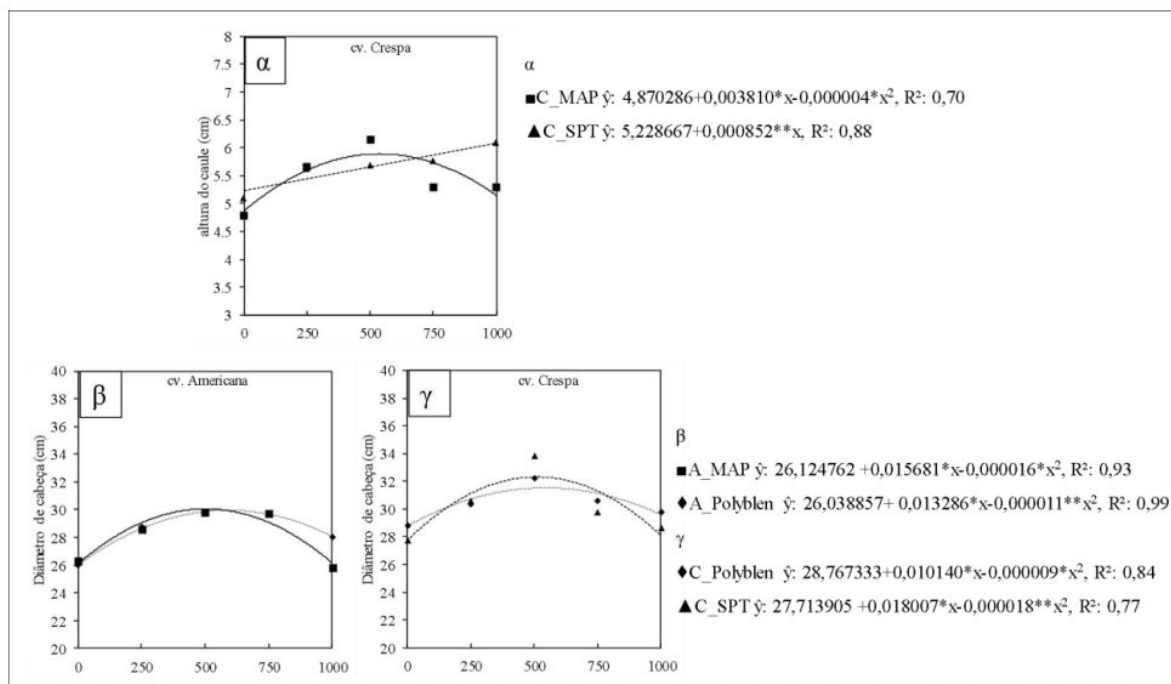 cv. Crespa
α
altura do caule (cm)
8
7,5
7
6,5
6
5,5
5
4,5
4
3,5
3
0 250 500 750 1000
α
■C_MAP ŷ: 4,870286+0,003810*x-0,000004*x², R²: 0,70
▲C_SPT ŷ: 5,228667+0,000852**x, R²: 0,88
cv. Americana
β
Diâmetro de cabeça (cm)
40
38
36
34
32
30
28
26
24
22
20
0 250 500 750 1000
cv. Crespa
γ
Diâmetro de cabeça (cm)
40
38
36
34
32
30
28
26
24
22
20
0 250 500 750 1000
β
■A_MAP ŷ: 26,124762 +0,015681*x-0,000016*x², R²: 0,93
♦A_Polyblen ŷ: 26,038857+ 0,013286*x-0,000011**x², R²: 0,99
γ
♦C_Polyblen ŷ: 28,767333+0,010140*x-0,000009*x², R²: 0,84
▲C_SPT ŷ: 27,713905 +0,018007*x-0,000018**x², R²: 0,77